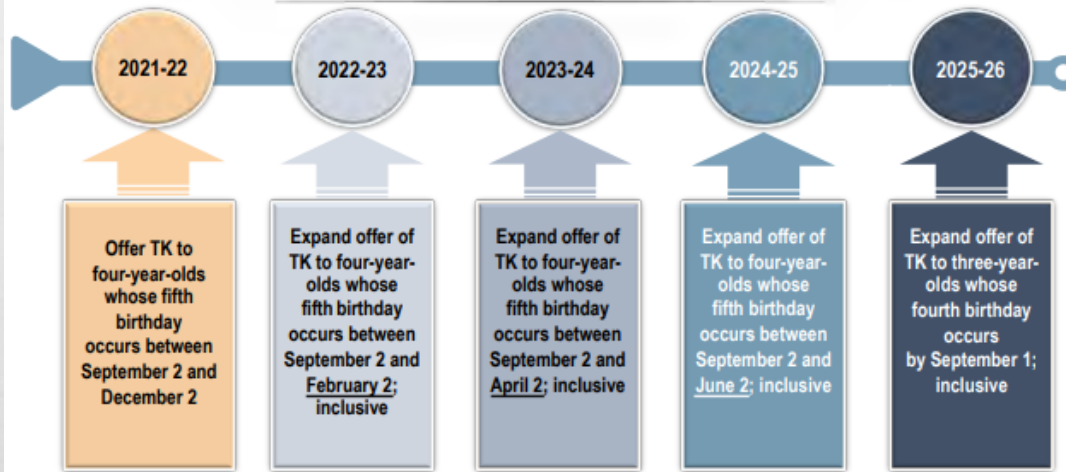 2021-22
2022-23
2023-24
2024-25
2025-26
Offer TK to
four-year-olds
whose fifth
birthday
occurs between
September 2 and
December 2
Expand offer of
TK to four-year-
olds whose
fifth birthday
occurs between
September 2 and
February 2;
inclusive
Expand offer of
TK to four-year-
olds whose
fifth birthday
occurs between
September 2 and
April 2; inclusive
Expand offer of
TK to four-year-
olds whose
fifth birthday
occurs between
September 2 and
June 2; inclusive
Expand offer of
TK to three-year-
olds whose
fourth birthday
occurs
by September 1;
inclusive